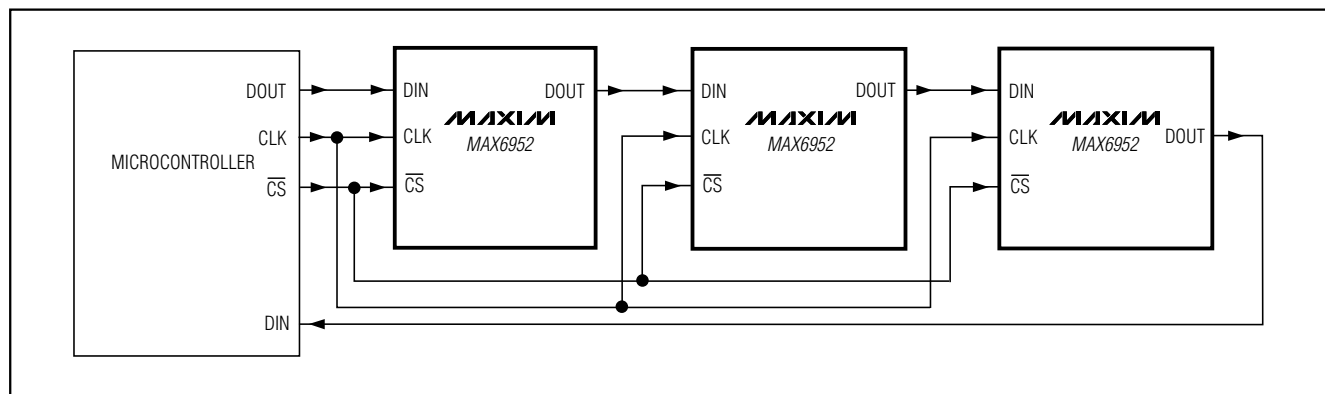 MICROCONTROLLER
DOUT
CLK
CS
DIN
DIN
CLK
CS
DOUT
MAXIM
MAX6952
DIN
CLK
CS
DOUT
MAXIM
MAX6952
DIN
CLK
CS
DOUT
MAXIM
MAX6952